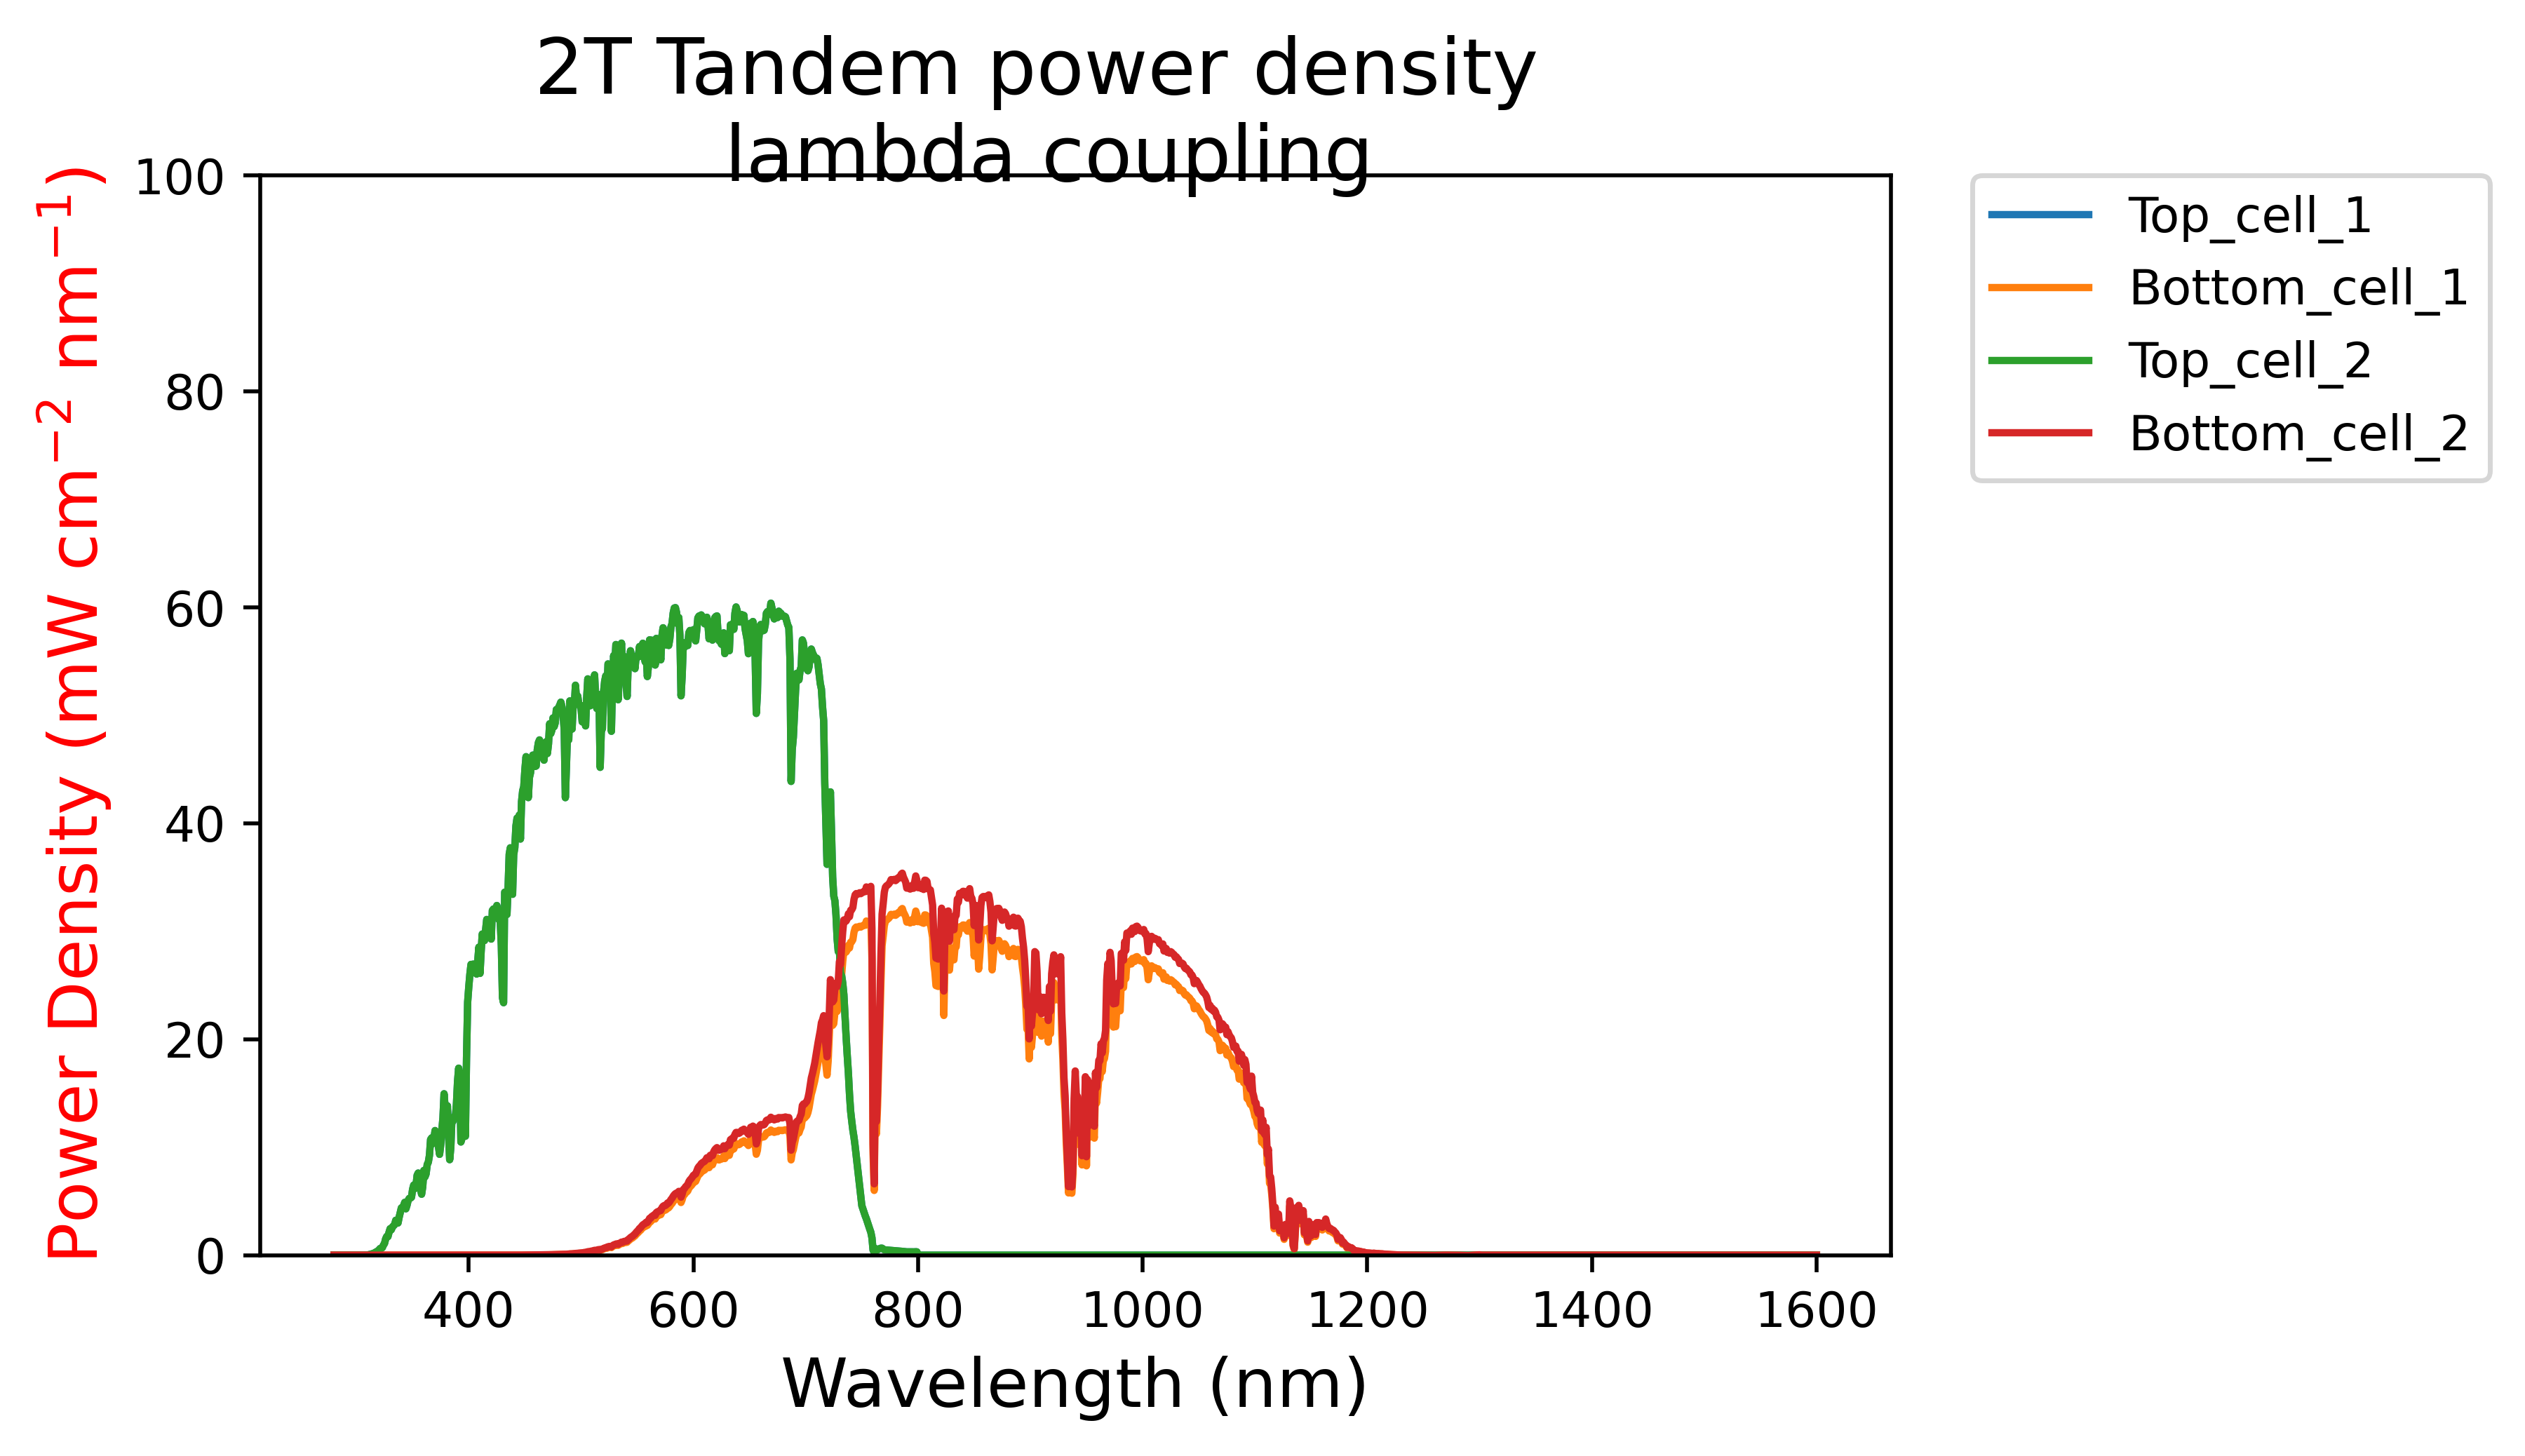 2T Tandem power density
lambda coupling
Power Density (mW cm⁻² nm⁻¹)
100
80
60
40
20
0
400 600 800 1000 1200 1400 1600
Wavelength (nm)
Top_cell_1
Bottom_cell_1
Top_cell_2
Bottom_cell_2